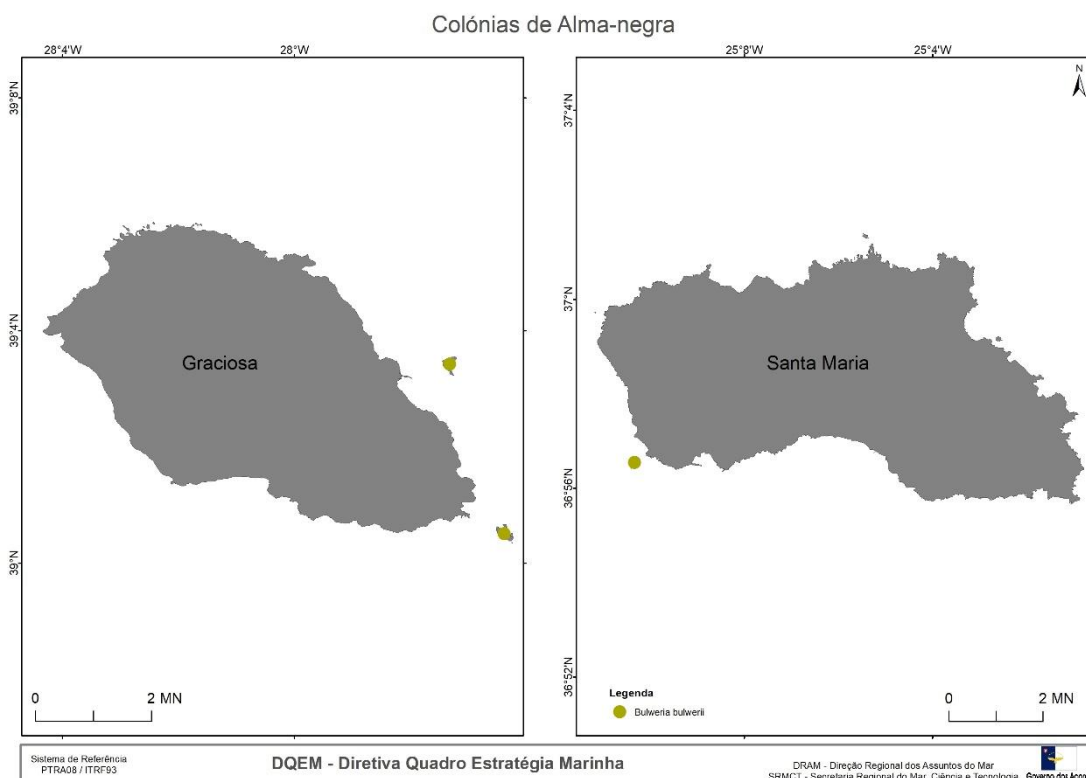 Colónias de Alma-negra
28°4'W
28°W
25°8'W
25°4'W
39°8'N
39°4'N
39°N
37°4'N
37°N
36°56'N
36°52'N
N
Graciosa
Santa Maria
0 2 MN
Legenda
Bulweria bulwerii
0 2 MN
Sistema de Referência
PTRA08 / ITRF93
DQEM - Diretiva Quadro Estratégia Marinha
DRAM - Direção Regional dos Assuntos do Mar
SRMCT - Secretaria Regional do Mar, Ciência e Tecnologia
Governo dos